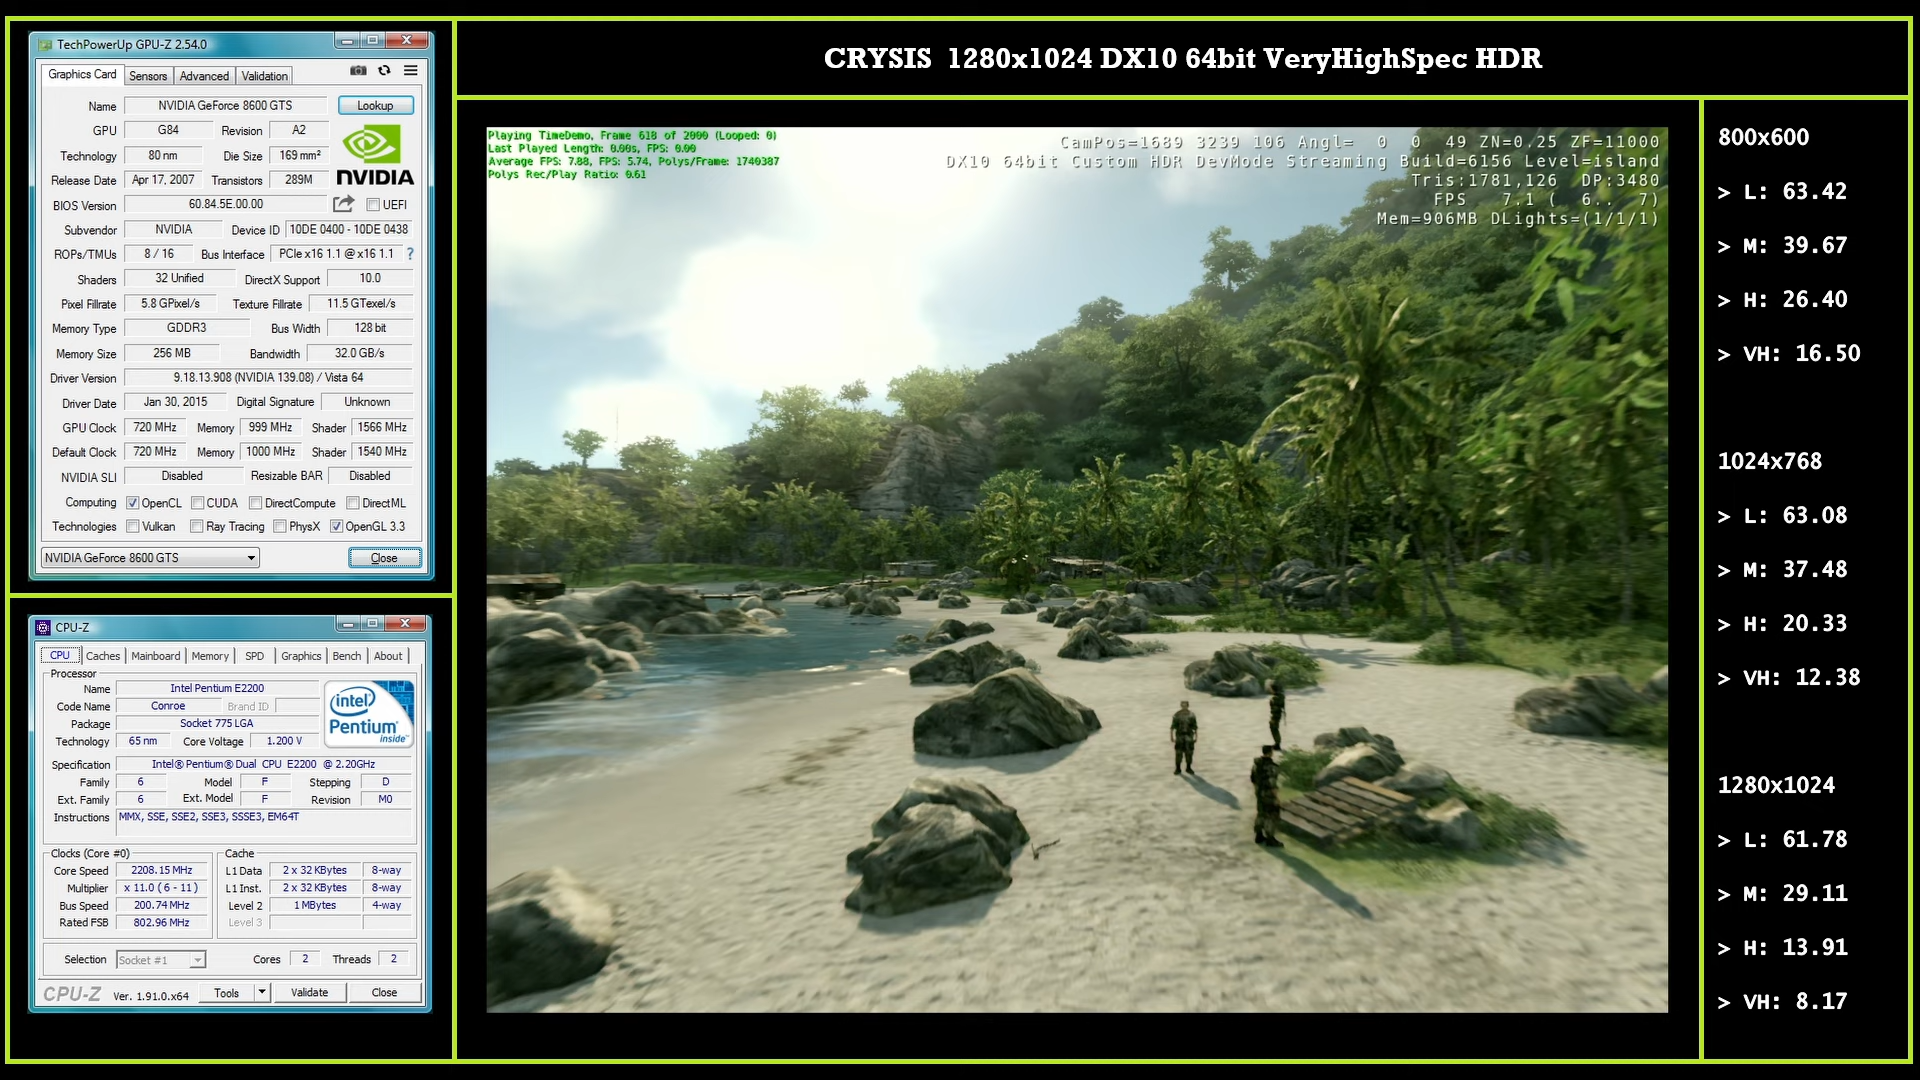 CRYSIS 1280x1024 DX10 64bit VeryHighSpec HDR
TechPowerUp GPU-Z 2.54.0
Graphics Card Sensors Advanced Validation
Name NVIDIA GeForce 8600 GTS Lookup
GPU G84 Revision A2
Technology 80 nm Die Size 169 mm²
Release Date Apr 17, 2007 Transistors 289M
NVIDIA
BIOS Version 60.84.5E.00.00 UEFI
Subvendor NVIDIA Device ID 10DE 0400 - 10DE 0438
ROPs/TMUs 8 / 16 Bus Interface PCIe x16 1.1 @ x16 1.1 ?
Shaders 32 Unified DirectX Support 10.0
Pixel Fillrate 5.8 GPixel/s Texture Fillrate 11.5 GTexel/s
Memory Type GDDR3 Bus Width 128 bit
Memory Size 256 MB Bandwidth 32.0 GB/s
Driver Version 9.18.13.908 (NVIDIA 139.08) / Vista 64
Driver Date Jan 30, 2015 Digital Signature Unknown
GPU Clock 720 MHz Memory 999 MHz Shader 1566 MHz
Default Clock 720 MHz Memory 1000 MHz Shader 1540 MHz
NVIDIA SLI Disabled Resizable BAR Disabled
Computing OpenCL CUDA DirectCompute DirectML
Technologies Vulkan Ray Tracing PhysX OpenGL 3.3
NVIDIA GeForce 8600 GTS Close
CPU-Z
CPU Caches Mainboard Memory SPD Graphics Bench About
Processor
Name Intel Pentium E2200
Code Name Conroe Brand ID
Package Socket 775 LGA
Technology 65 nm Core Voltage 1.200 V
intel
Pentium
inside
Specification Intel® Pentium® Dual CPU E2200 @ 2.20GHz
Family 6 Model F Stepping D
Ext. Family 6 Ext. Model F Revision M0
Instructions MMX, SSE, SSE2, SSE3, SSSE3, EM64T
Clocks (Core #0) Cache
Core Speed 2208.15 MHz L1 Data 2 x 32 KBytes 8-way
Multiplier x 11.0 ( 6 - 11 ) L1 Inst. 2 x 32 KBytes 8-way
Bus Speed 200.74 MHz Level 2 1 MBytes 4-way
Rated FSB 802.96 MHz Level 3
Selection Socket #1 Cores 2 Threads 2
CPU-Z Ver. 1.91.0.x64 Tools Validate Close
Playing TimeDemo, Frame 618 of 2000 (Looped: 0)
Last Played Length: 0.00s, FPS: 0.00
Average FPS: 7.88, FPS: 5.74, Polys/Frame: 1740387
Polys Rec/Play Ratio: 0.61
CamPos=1689 3239 106 Angl= 0 0 49 ZN=0.25 ZF=11000
DX10 64bit Custom HDR DevMode Streaming Build=6156 Level=island
Tris:1781,126 DP:3480
FPS 7.1 ( 6.. 7)
Mem=906MB DLights=(1/1/1)
800x600
> L: 63.42
> M: 39.67
> H: 26.40
> VH: 16.50
1024x768
> L: 63.08
> M: 37.48
> H: 20.33
> VH: 12.38
1280x1024
> L: 61.78
> M: 29.11
> H: 13.91
> VH: 8.17